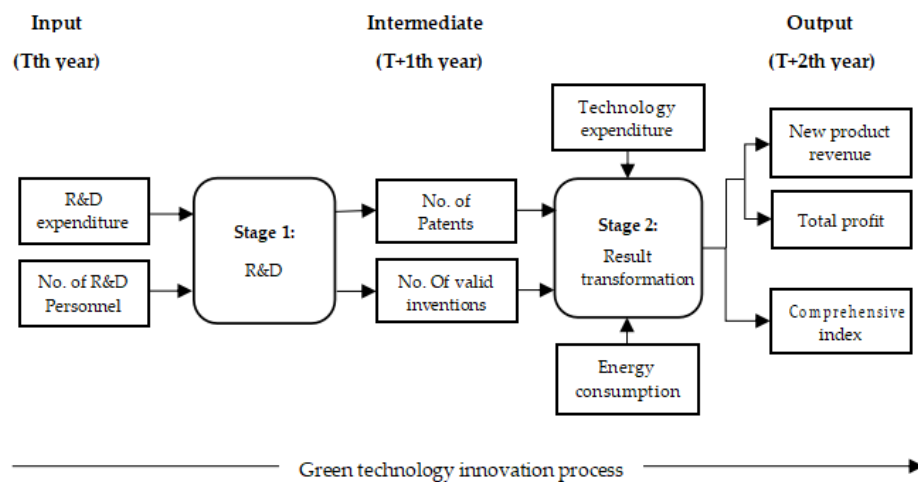 Input
(Tth year)
Intermediate
(T+1th year)
Output
(T+2th year)
R&D
expenditure
No. of R&D
Personnel
Stage 1:
R&D
No. of
Patents
No. Of valid
inventions
Technology
expenditure
Stage 2:
Result
transformation
Energy
consumption
New product
revenue
Total profit
Comprehensive
index
Green technology innovation process